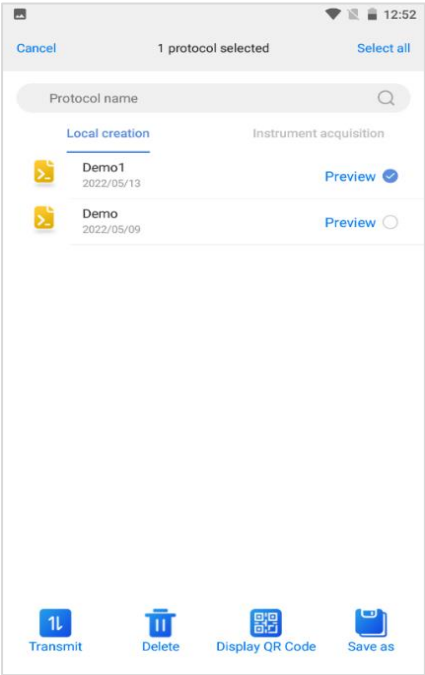 12:52
Cancel 1 protocol selected Select all
Protocol name
Local creation Instrument acquisition
Demo1 Preview
2022/05/13
Demo Preview
2022/05/09
Transmit Delete Display QR Code Save as